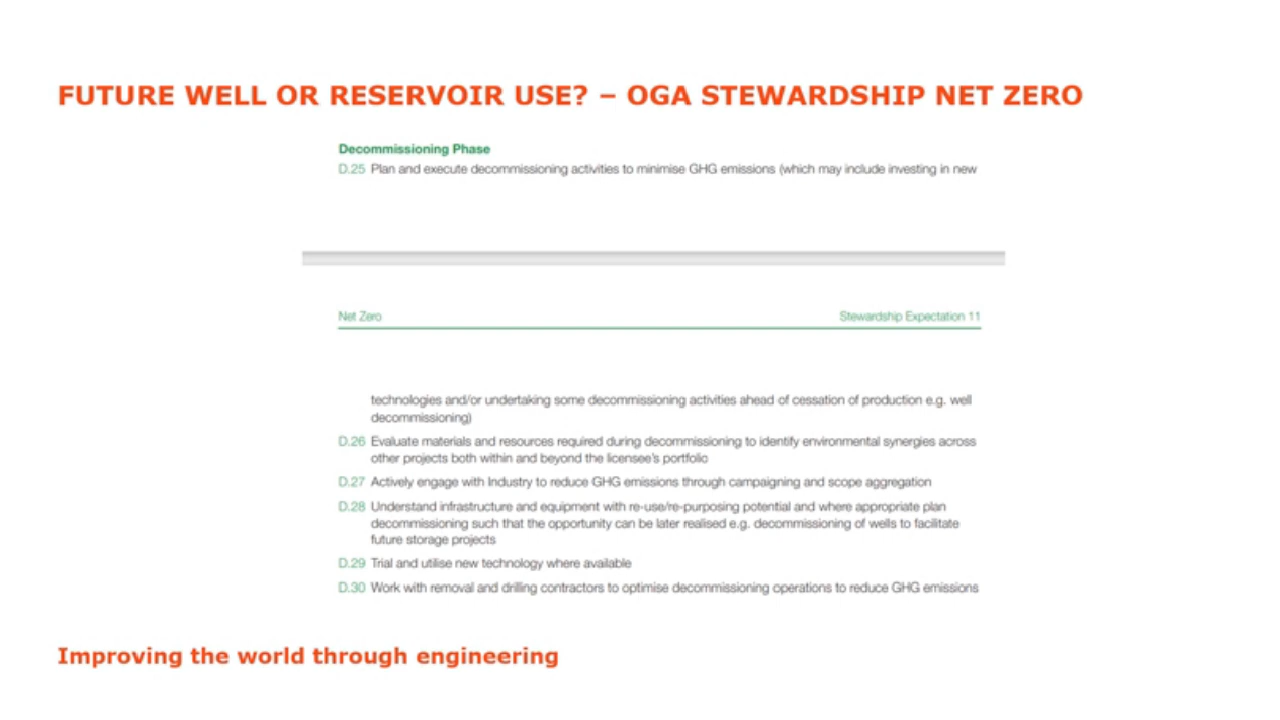 FUTURE WELL OR RESERVOIR USE? – OGA STEWARDSHIP NET ZERO
Decommissioning Phase
D.25 Plan and execute decommissioning activities to minimise GHG emissions (which may include investing in new
Net Zero Stewardship Expectation 11
technologies and/or undertaking some decommissioning activities ahead of cessation of production e.g. well
decommissioning)
D.26 Evaluate materials and resources required during decommissioning to identify environmental synergies across
other projects both within and beyond the licensee's portfolio
D.27 Actively engage with Industry to reduce GHG emissions through campaigning and scope aggregation
D.28 Understand infrastructure and equipment with re-use/re-purposing potential and where appropriate plan
decommissioning such that the opportunity can be later realised e.g. decommissioning of wells to facilitate
future storage projects
D.29 Trial and utilise new technology where available
D.30 Work with removal and drilling contractors to optimise decommissioning operations to reduce GHG emissions
Improving the world through engineering